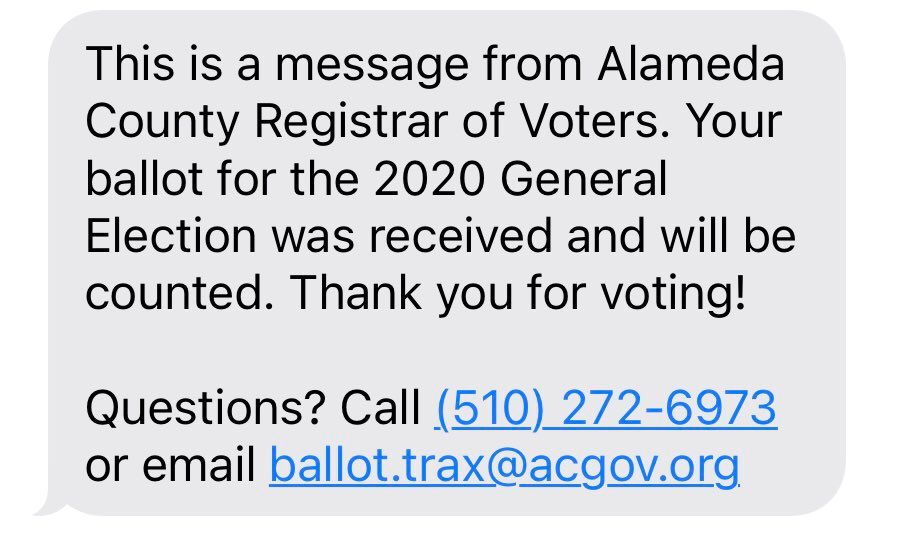 This is a message from Alameda
County Registrar of Voters. Your
ballot for the 2020 General
Election was received and will be
counted. Thank you for voting!
Questions? Call (510) 272-6973
or email ballot.trax@acgov.org